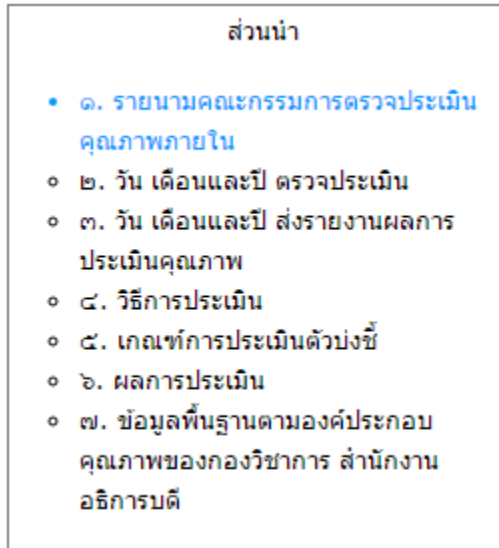 ส่วนนำ
๑. รายนามคณะกรรมการตรวจประเมิน
คุณภาพภายใน
๒. วัน เดือนและปี ตรวจประเมิน
๓. วัน เดือนและปี ส่งรายงานผลการ
ประเมินคุณภาพ
๔. วิธีการประเมิน
๕. เกณฑ์การประเมินตัวบ่งชี้
๖. ผลการประเมิน
๗. ข้อมูลพื้นฐานตามองค์ประกอบ
คุณภาพของกองวิชาการ สำนักงาน
อธิการบดี